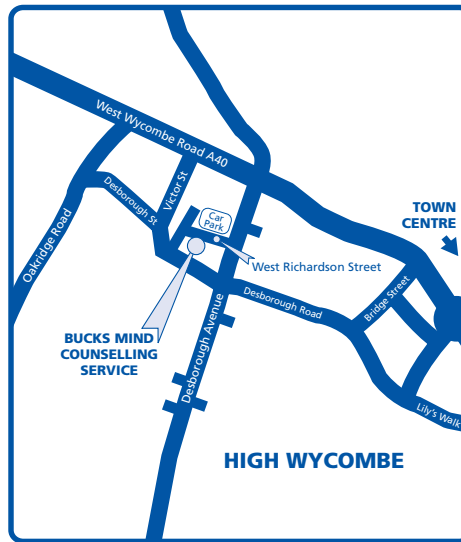 West Wycombe Road A40
Victor St
Desborough St
Oakridge Road
Car
Park
TOWN
CENTRE
West Richardson Street
Desborough Road
Bridge Street
BUCKS MIND
COUNSELLING
SERVICE
Desborough Avenue
Lily's Walk
HIGH WYCOMBE